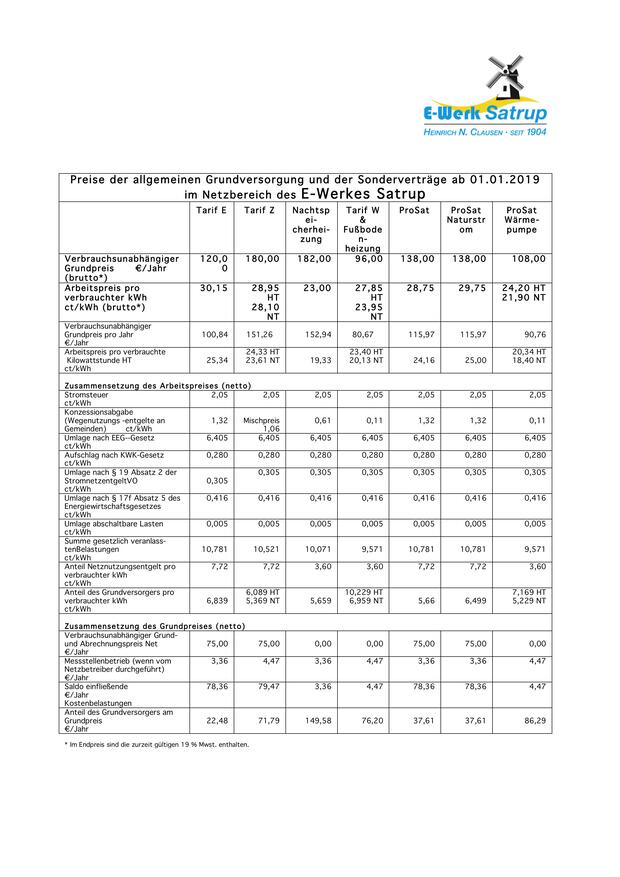 E-Werk Satrup
HEINRICH N. CLAUSEN · SEIT 1904
Preise der allgemeinen Grundversorgung und der Sonderverträge ab 01.01.2019
im Netzbereich des E-Werkes Satrup
Tarif E Tarif Z Nachtsp Tarif W ProSat ProSat ProSat
ei- & Naturstr Wärme-
cherhei- Fußbode om pumpe
zung n-
heizung
Verbrauchsunabhängiger 120,0 180,00 182,00 96,00 138,00 138,00 108,00
Grundpreis €/Jahr 0
(brutto*)
Arbeitspreis pro 30,15 28,95 23,00 27,85 28,75 29,75 24,20 HT
verbrauchter kWh HT HT 21,90 NT
ct/kWh (brutto*) 28,10 23,95
NT NT
Verbrauchsunabhängiger
Grundpreis pro Jahr 100,84 151,26 152,94 80,67 115,97 115,97 90,76
€/Jahr
Arbeitspreis pro verbrauchte 24,33 HT 23,40 HT 20,34 HT
Kilowattstunde HT 25,34 23,61 NT 19,33 20,13 NT 24,16 25,00 18,40 NT
ct/kWh
Zusammensetzung des Arbeitspreises (netto)
Stromsteuer 2,05 2,05 2,05 2,05 2,05 2,05 2,05
ct/kWh
Konzessionsabgabe
(Wegenutzungs -entgelte an 1,32 Mischpreis 0,61 0,11 1,32 1,32 0,11
Gemeinden) ct/kWh 1,06
Umlage nach EEG--Gesetz 6,405 6,405 6,405 6,405 6,405 6,405 6,405
ct/kWh
Aufschlag nach KWK-Gesetz 0,280 0,280 0,280 0,280 0,280 0,280 0,280
ct/kWh
Umlage nach § 19 Absatz 2 der 0,305 0,305 0,305 0,305 0,305 0,305
StromnetzentgeltVO 0,305
ct/kWh
Umlage nach § 17f Absatz 5 des 0,416 0,416 0,416 0,416 0,416 0,416 0,416
Energiewirtschaftsgesetzes
ct/kWh
Umlage abschaltbare Lasten 0,005 0,005 0,005 0,005 0,005 0,005 0,005
ct/kWh
Summe gesetzlich veranlass-
tenBelastungen 10,781 10,521 10,071 9,571 10,781 10,781 9,571
ct/kWh
Anteil Netznutzungsentgelt pro 7,72 7,72 3,60 3,60 7,72 7,72 3,60
verbrauchter kWh
ct/kWh
Anteil des Grundversorgers pro 6,089 HT 10,229 HT 7,169 HT
verbrauchter kWh 6,839 5,369 NT 5,659 6,959 NT 5,66 6,499 5,229 NT
ct/kWh
Zusammensetzung des Grundpreises (netto)
Verbrauchsunabhängiger Grund-
und Abrechnungspreis Net 75,00 75,00 0,00 0,00 75,00 75,00 0,00
€/Jahr
Messstellenbetrieb (wenn vom 3,36 4,47 3,36 4,47 3,36 3,36 4,47
Netzbetreiber durchgeführt)
€/Jahr
Saldo einfließende 78,36 79,47 3,36 4,47 78,36 78,36 4,47
€/Jahr
Kostenbelastungen
Anteil des Grundversorgers am
Grundpreis 22,48 71,79 149,58 76,20 37,61 37,61 86,29
€/Jahr
* Im Endpreis sind die zurzeit gültigen 19 % Mwst. enthalten.